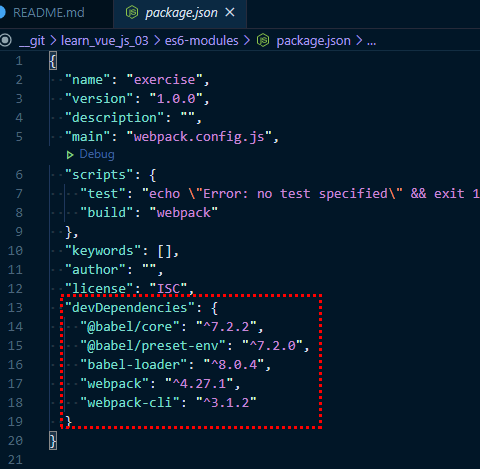 README.md package.json ×
__git > learn_vue_js_03 > es6-modules > package.json > ...
1 {
2 "name": "exercise",
3 "version": "1.0.0",
4 "description": "",
5 "main": "webpack.config.js",
Debug
6 "scripts": {
7 "test": "echo \"Error: no test specified\" && exit 1
8 "build": "webpack"
9 },
10 "keywords": [],
11 "author": "",
12 "license": "ISC",
13 "devDependencies": {
14 "@babel/core": "^7.2.2",
15 "@babel/preset-env": "^7.2.0",
16 "babel-loader": "^8.0.4",
17 "webpack": "^4.27.1",
18 "webpack-cli": "^3.1.2"
19 }
20 }